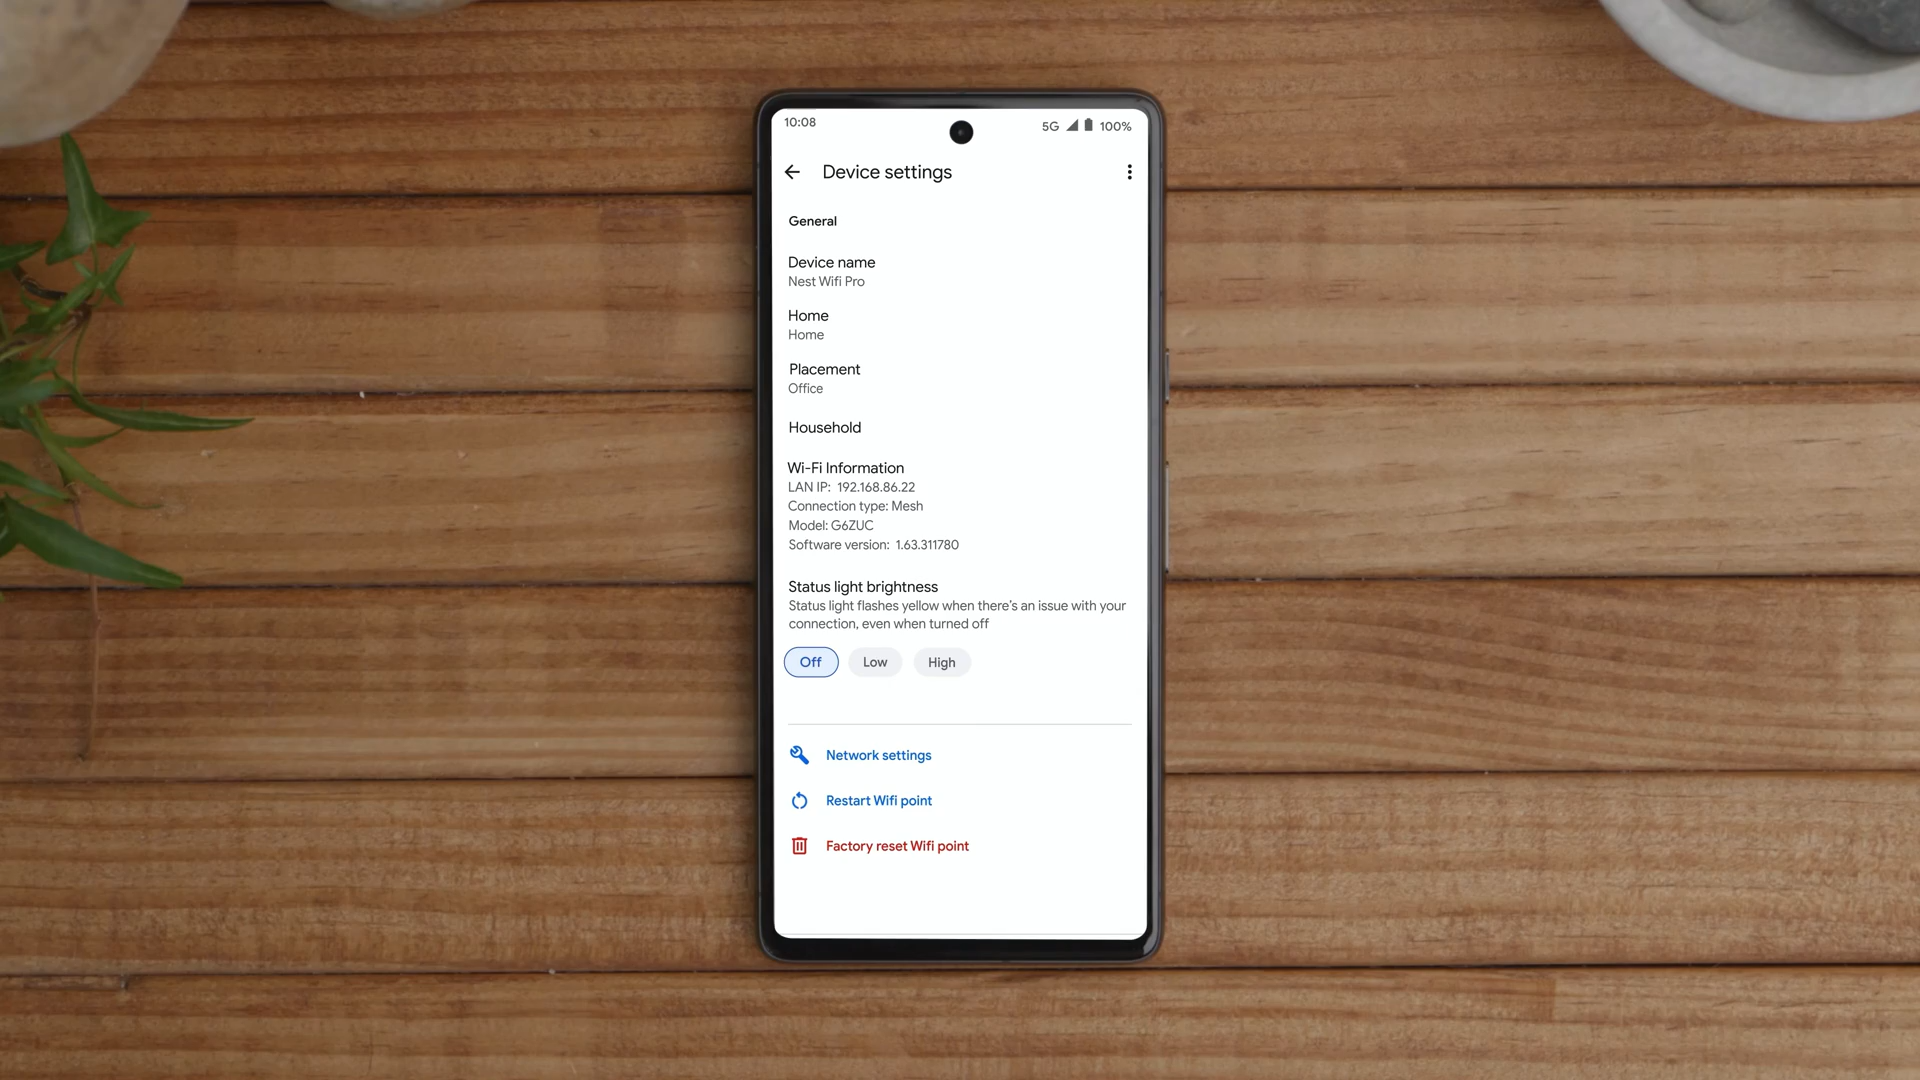 10:08
5G 100%
Device settings
General
Device name
Nest Wifi Pro
Home
Home
Placement
Office
Household
Wi-Fi Information
LAN IP: 192.168.86.22
Connection type: Mesh
Model: G6ZUC
Software version: 1.63.311780
Status light brightness
Status light flashes yellow when there's an issue with your
connection, even when turned off
Off Low High
Network settings
Restart Wifi point
Factory reset Wifi point